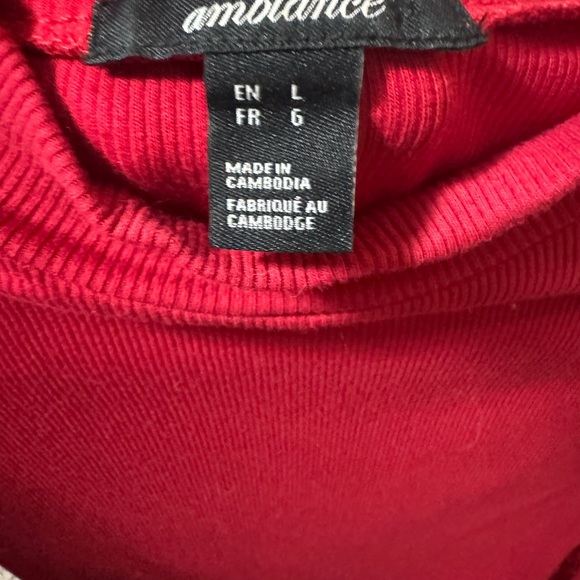 ambiance
EN L
FR G
MADE IN
CAMBODIA
FABRIQUÉ AU
CAMBODGE